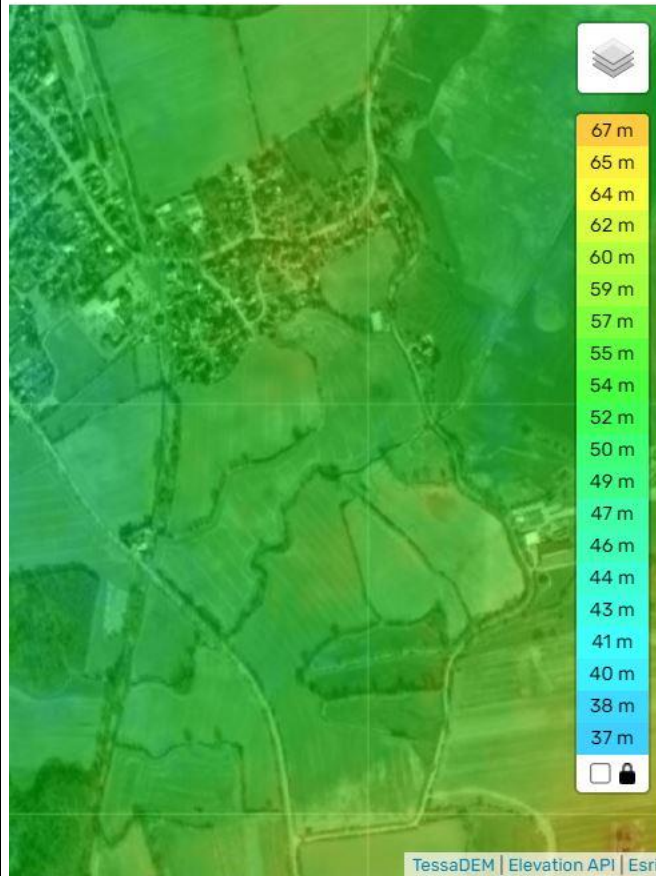 67 m
65 m
64 m
62 m
60 m
59 m
57 m
55 m
54 m
52 m
50 m
49 m
47 m
46 m
44 m
43 m
41 m
40 m
38 m
37 m
TessaDEM | Elevation API | Esri